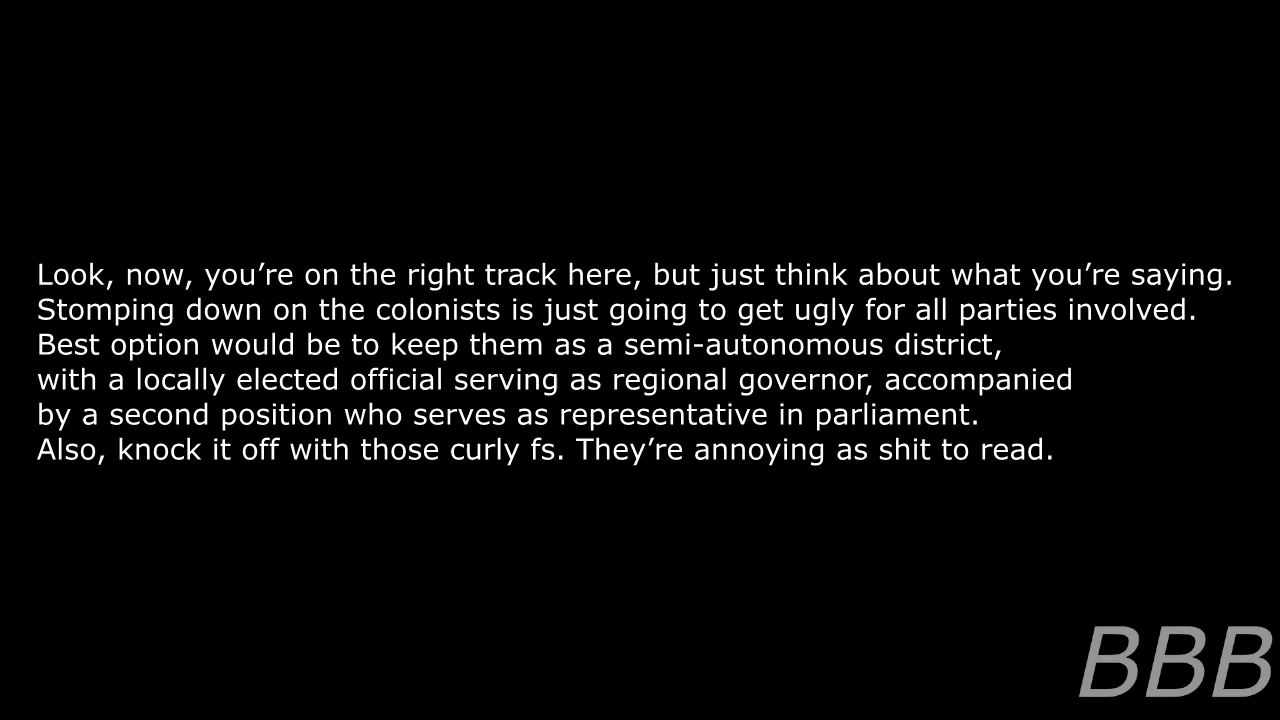 Look, now, you’re on the right track here, but just think about what you’re saying.
Stomping down on the colonists is just going to get ugly for all parties involved.
Best option would be to keep them as a semi-autonomous district,
with a locally elected official serving as regional governor, accompanied
by a second position who serves as representative in parliament.
Also, knock it off with those curly fs. They’re annoying as shit to read.
BBB